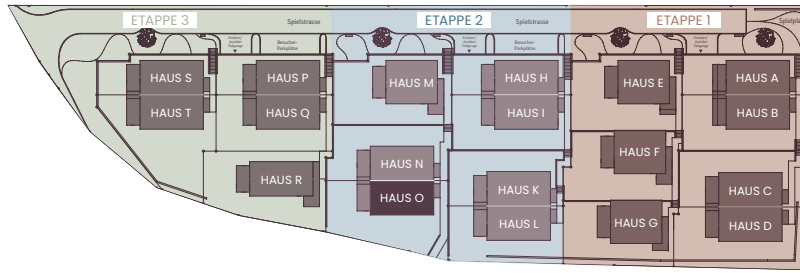 ETAPPE 3
Spielstrasse
ETAPPE 2
Spielstrasse
ETAPPE 1
Spielpla
Besucher-
Parkplätze
Besucher-
Parkplätze
HAUS S
HAUS P
HAUS M
HAUS H
HAUS E
HAUS A
HAUS T
HAUS Q
HAUS I
HAUS B
HAUS F
HAUS N
HAUS R
HAUS K
HAUS C
HAUS O
HAUS L
HAUS G
HAUS D